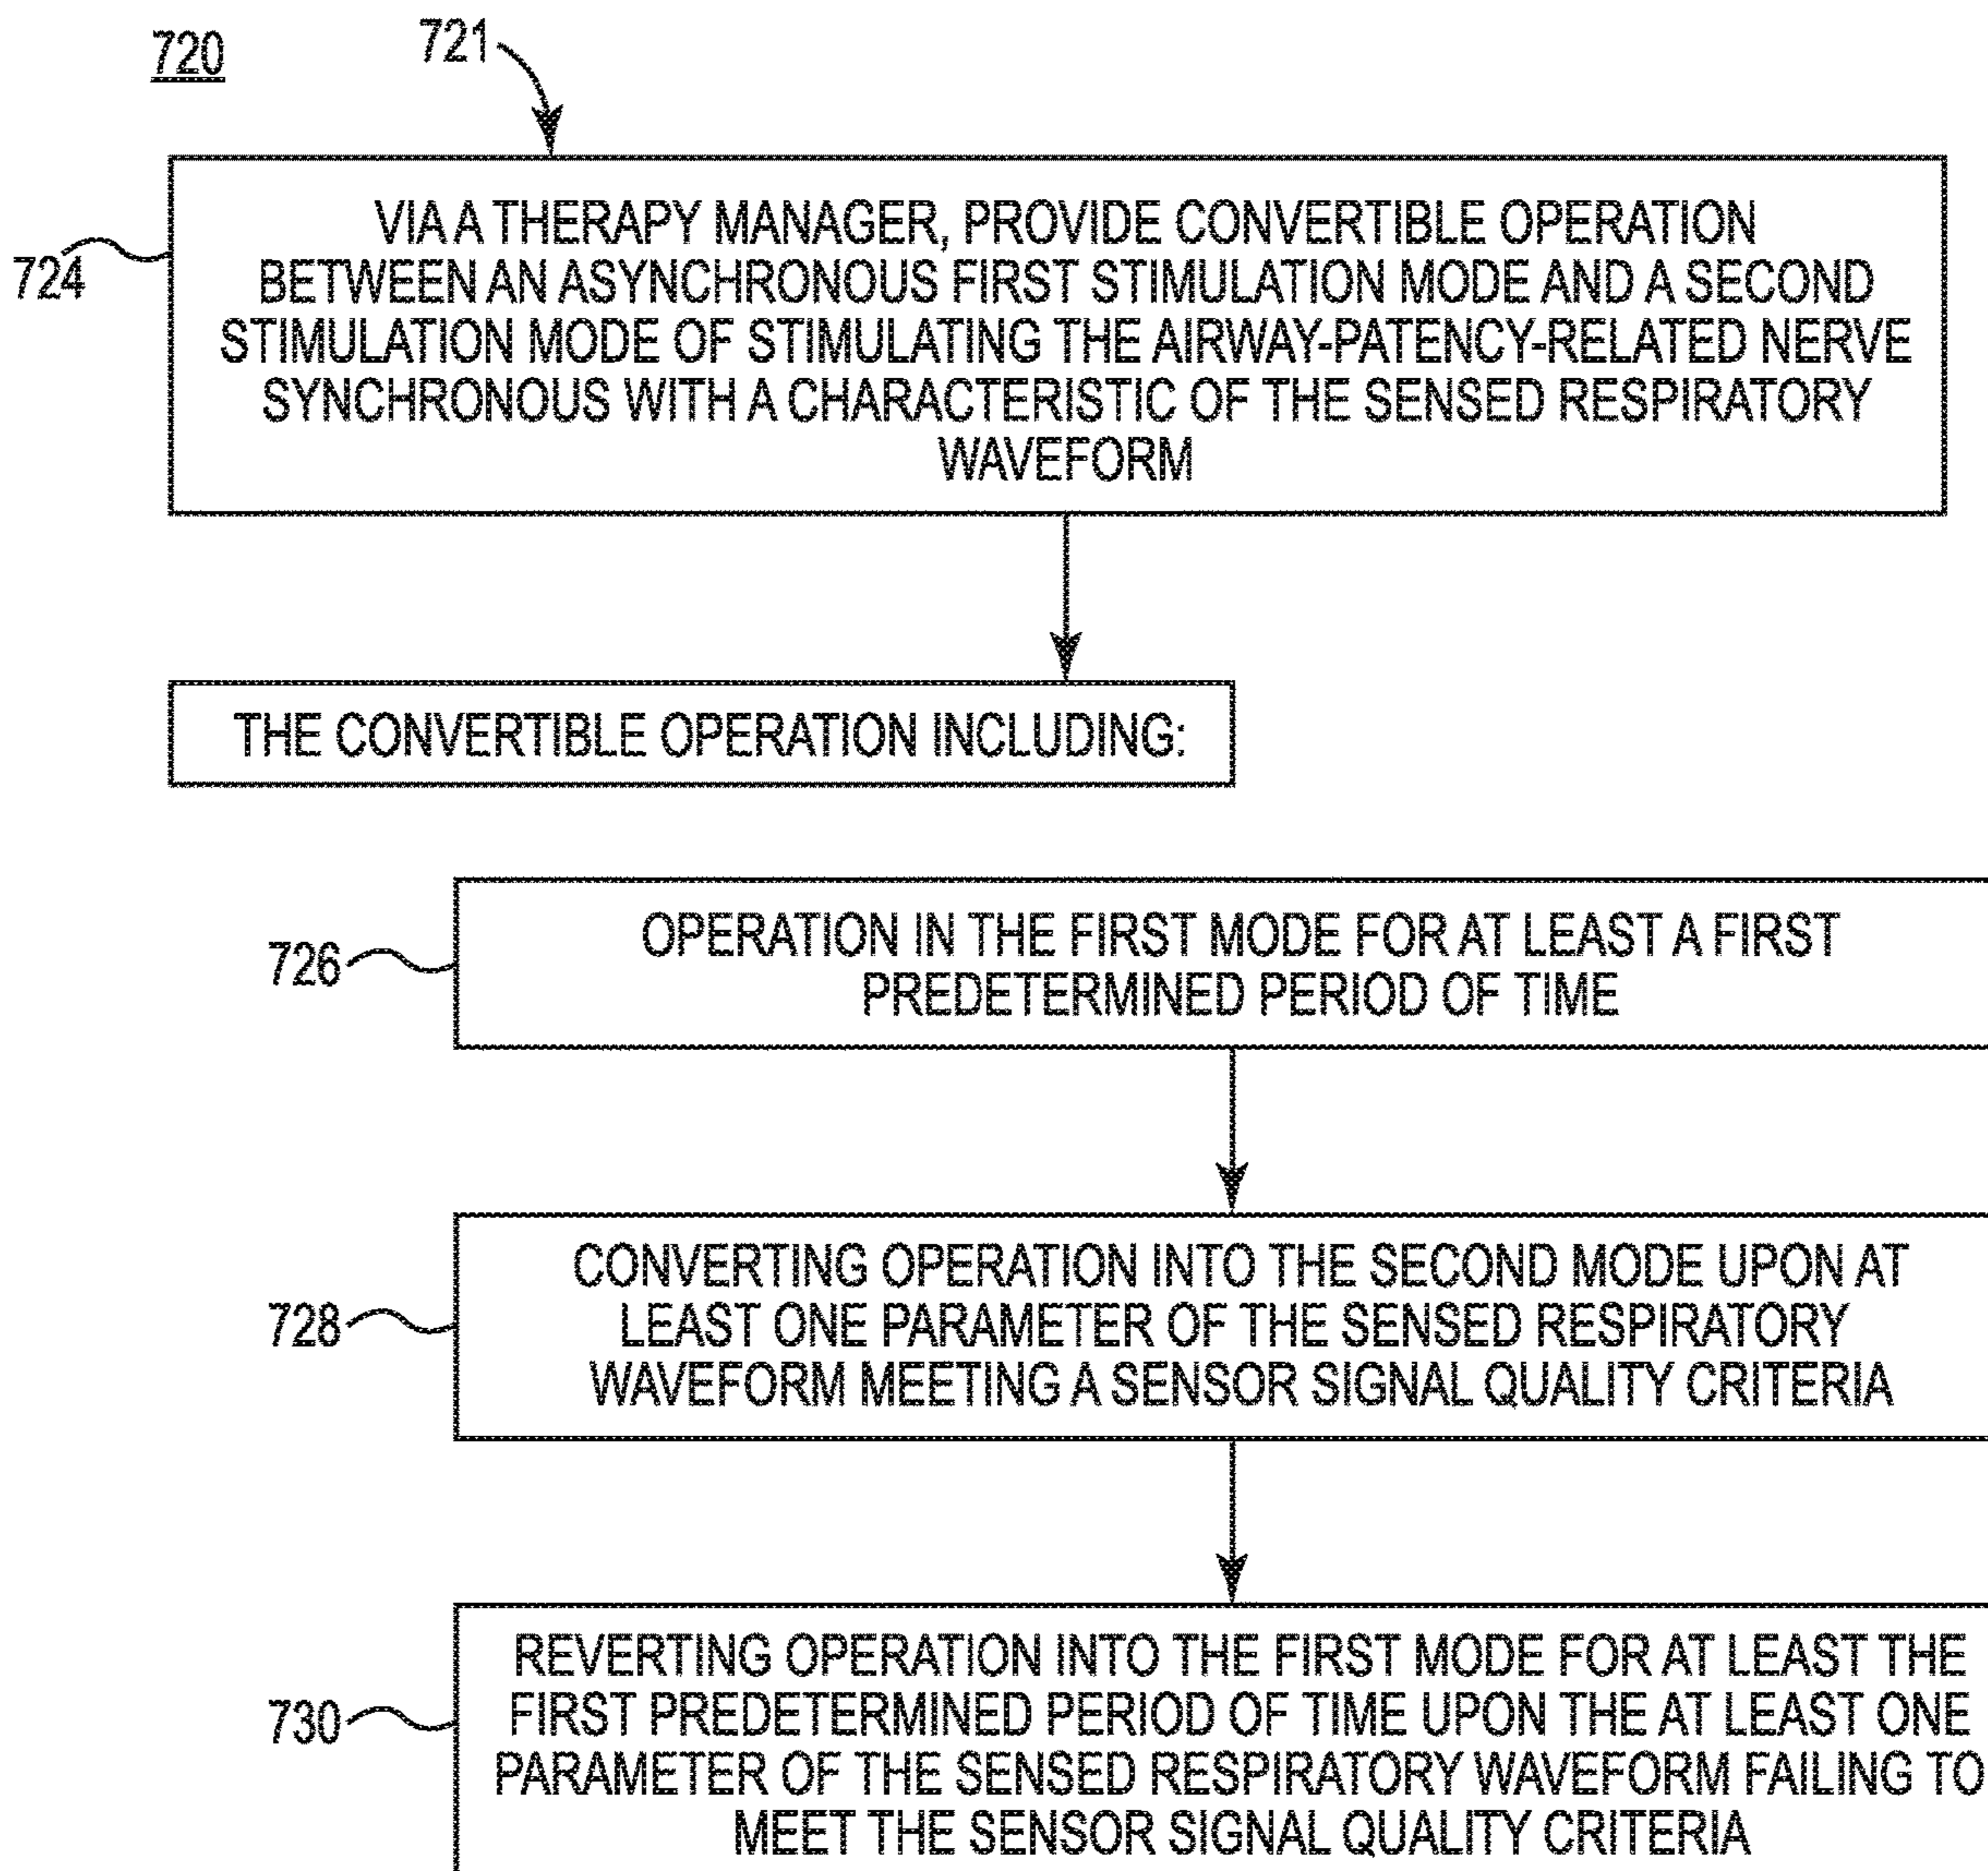 720
721
724
VIA A THERAPY MANAGER, PROVIDE CONVERTIBLE OPERATION
BETWEEN AN ASYNCHRONOUS FIRST STIMULATION MODE AND A SECOND
STIMULATION MODE OF STIMULATING THE AIRWAY-PATENCY-RELATED NERVE
SYNCHRONOUS WITH A CHARACTERISTIC OF THE SENSED RESPIRATORY
WAVEFORM
THE CONVERTIBLE OPERATION INCLUDING:
726
OPERATION IN THE FIRST MODE FOR AT LEAST A FIRST
PREDETERMINED PERIOD OF TIME
728
CONVERTING OPERATION INTO THE SECOND MODE UPON AT
LEAST ONE PARAMETER OF THE SENSED RESPIRATORY
WAVEFORM MEETING A SENSOR SIGNAL QUALITY CRITERIA
730
REVERTING OPERATION INTO THE FIRST MODE FOR AT LEAST THE
FIRST PREDETERMINED PERIOD OF TIME UPON THE AT LEAST ONE
PARAMETER OF THE SENSED RESPIRATORY WAVEFORM FAILING TO
MEET THE SENSOR SIGNAL QUALITY CRITERIA